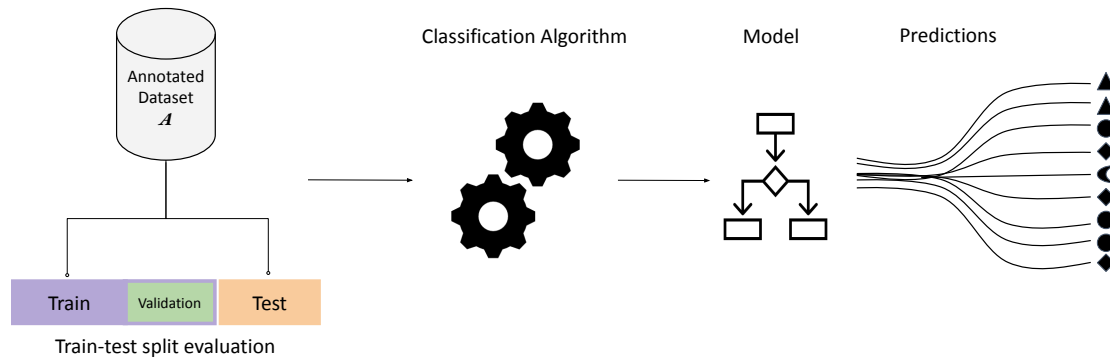 Classification Algorithm
Model
Predictions
Annotated
Dataset
A
Train
Validation
Test
Train-test split evaluation